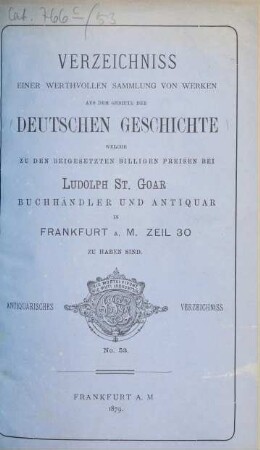 Cat. 766 c/53
VERZEICHNISS
EINER WERTHVOLLEN SAMMLUNG VON WERKEN
AUS DEM GEBIETE DER
DEUTSCHEN GESCHICHTE
WELCHE
ZU DEN BEIGESETZTEN BILLIGEN PREISEN BEI
LUDOLPH ST. GOAR
BUCHHÄNDLER UND ANTIQUAR
IN
FRANKFURT A. M. ZEIL 30
ZU HABEN SIND.
ANTIQUARISCHES VERZEICHNISS
No. 53.
FRANKFURT A. M
1879.